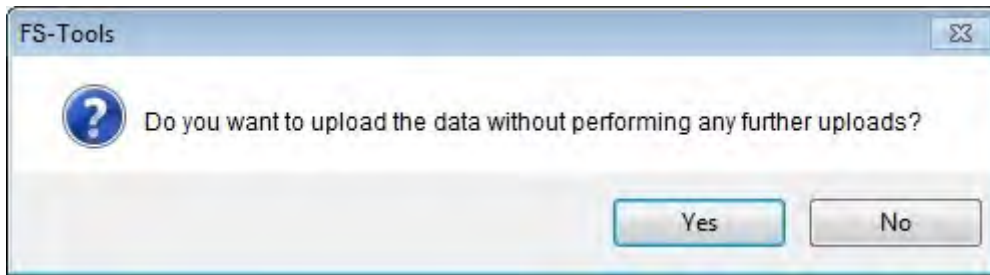 FS-Tools
Do you want to upload the data without performing any further uploads?
Yes No